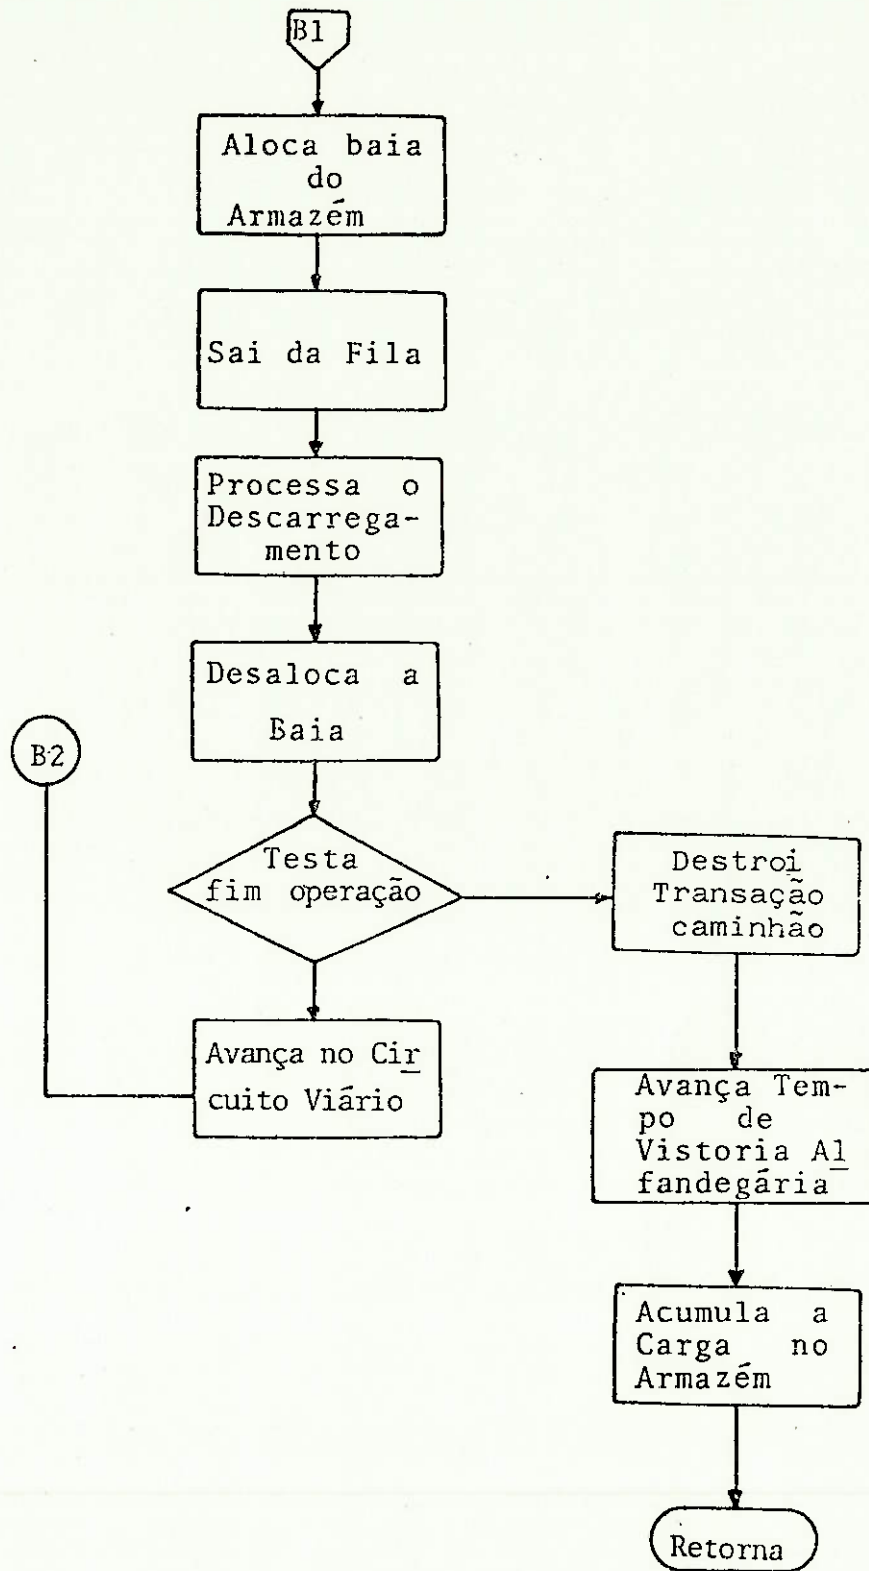 B1
Aloca baia
do
Armazém
Sai da Fila
Processa o
Descarrega-
mento
Desaloca a
Baia
B2
Testa
fim operação
Destroi
Transação
caminhão
Avança no Cir
cuito Viário
Avança Tem-
po de
Vistoria Al
fandegária
Acumula a
Carga no
Armazém
Retorna